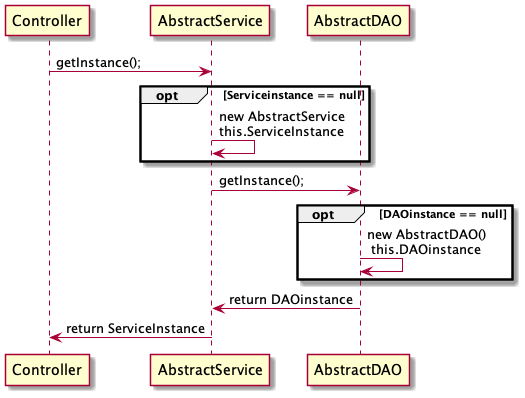 Controller
AbstractService
AbstractDAO
getInstance();
opt
[Serviceinstance == null]
new AbstractService
this.ServiceInstance
getInstance();
opt
[DAOinstance == null]
new AbstractDAO()
this.DAOinstance
return DAOinstance
return ServiceInstance
Controller
AbstractService
AbstractDAO